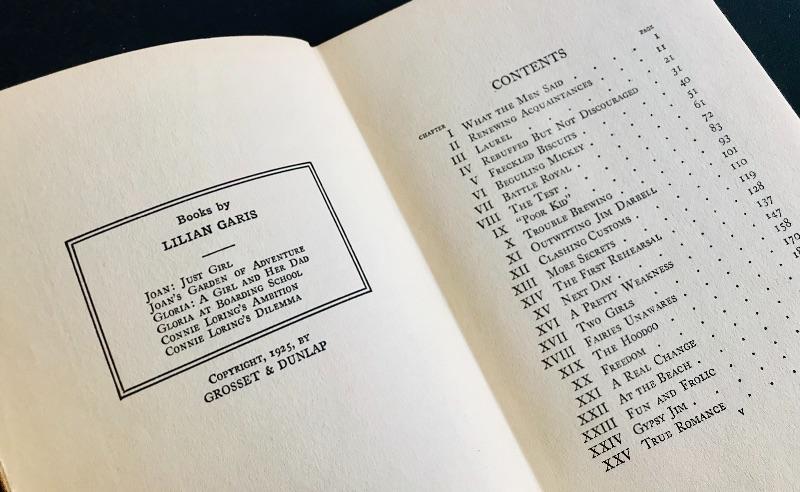 Books by
LILIAN GARIS
JOAN: JUST GIRL
JOAN'S GARDEN OF ADVENTURE
GLORIA: A GIRL AND HER DAD
GLORIA AT BOARDING SCHOOL
CONNIE LORING'S AMBITION
CONNIE LORING'S DILEMMA
COPYRIGHT, 1925, BY
GROSSET & DUNLAP
CONTENTS
CHAPTER PAGE
I WHAT THE MEN SAID . . 1
II RENEWING ACQUAINTANCES . . 11
III LAUREL . . . . 21
IV REBUFFED BUT NOT DISCOURAGED . 31
V FRECKLED BISCUITS . . . 40
VI BEGUILING MICKEY . . . 51
VII BATTLE ROYAL . . . . 61
VIII THE TEST . . . . 72
IX "POOR KID" . . . . 83
X TROUBLE BREWING . . . 93
XI OUTWITTING JIM DARBELL . . 101
XII CLASHING CUSTOMS . . . 110
XIII MORE SECRETS . . . . 119
XIV THE FIRST REHEARSAL . . . 128
XV NEXT DAY . . . . 137
XVI A PRETTY WEAKNESS . . . 147
XVII TWO GIRLS . . . . 158
XVIII FAIRIES UNAWARES . . . 170
XIX THE HOODOO . . . .
XX FREEDOM . . . .
XXI A REAL CHANGE . . .
XXII AT THE BEACH . . .
XXIII FUN AND FROLIC . . .
XXIV GYPSY JIM . . . .
XXV TRUE ROMANCE . . .
v